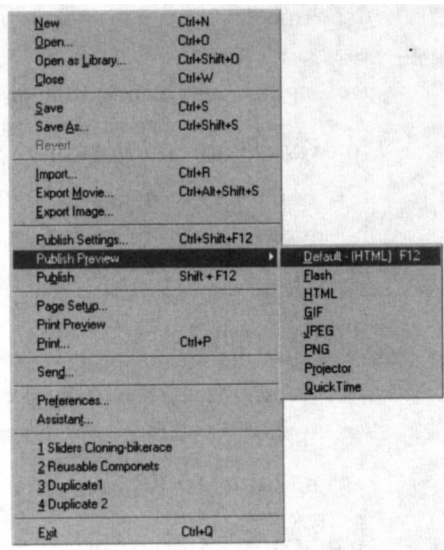 New Ctrl+N
Open... Ctrl+O
Open as Library... Ctrl+Shift+O
Close Ctrl+W
Save Ctrl+S
Save As... Ctrl+Shift+S
Revert
Import... Ctrl+R
Export Movie... Ctrl+Alt+Shift+S
Export Image...
Publish Settings... Ctrl+Shift+F12
Publish Preview
Publish Shift + F12
Page Setup...
Print Preview
Print... Ctrl+P
Send...
Preferences...
Assistant...
1 Sliders Cloning-bikerace
2 Reusable Componets
3 Duplicate1
4 Duplicate 2
Exit Ctrl+Q
Default - (HTML) F12
Flash
HTML
GIF
JPEG
PNG
Projector
QuickTime